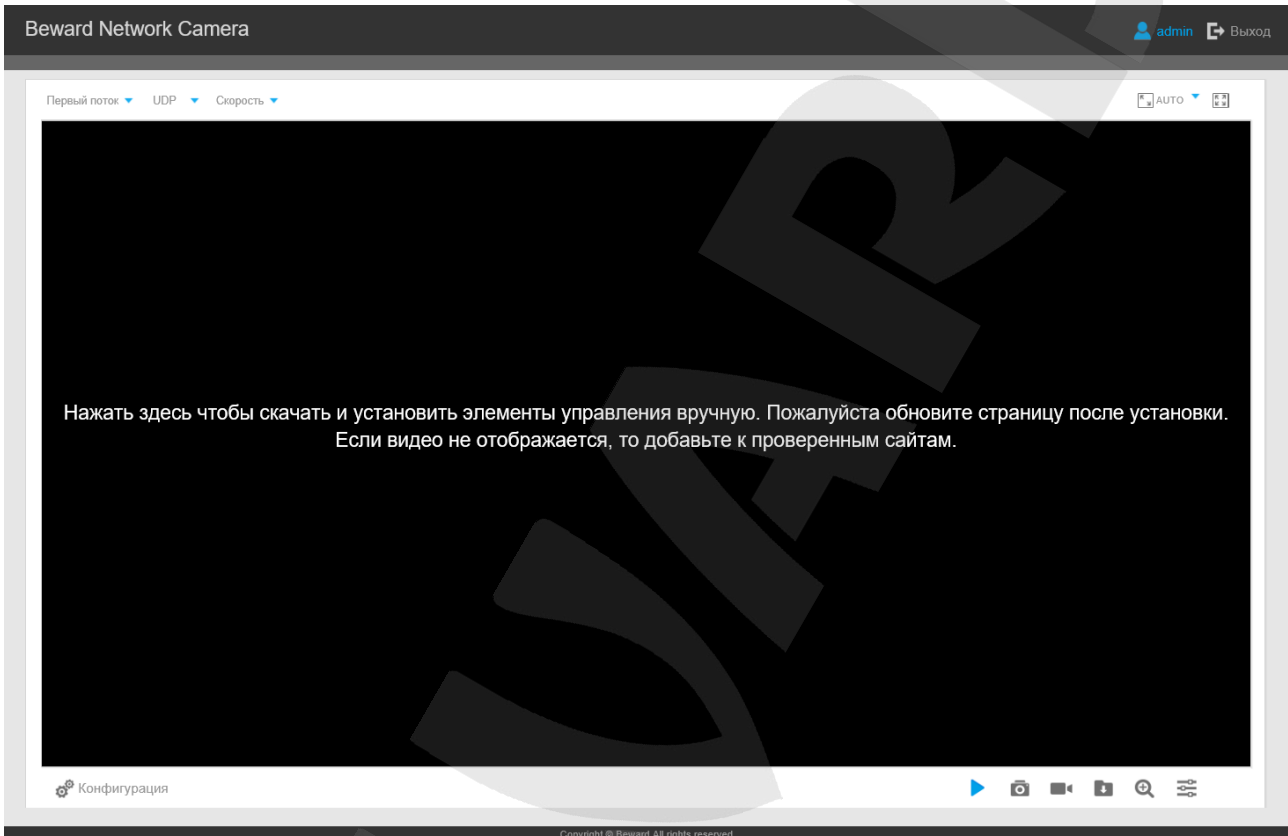 Beward Network Camera
admin Выход
Первый поток UDP Скорость AUTO
Нажать здесь чтобы скачать и установить элементы управления вручную. Пожалуйста обновите страницу после установки.
Если видео не отображается, то добавьте к проверенным сайтам.
Конфигурация
Copyright © Beward All rights reserved